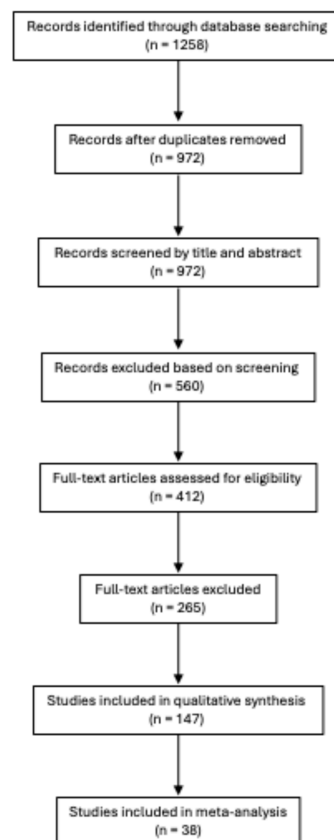 Records identified through database searching
(n = 1258)
Records after duplicates removed
(n = 972)
Records screened by title and abstract
(n = 972)
Records excluded based on screening
(n = 560)
Full-text articles assessed for eligibility
(n = 412)
Full-text articles excluded
(n = 265)
Studies included in qualitative synthesis
(n = 147)
Studies included in meta-analysis
(n = 38)